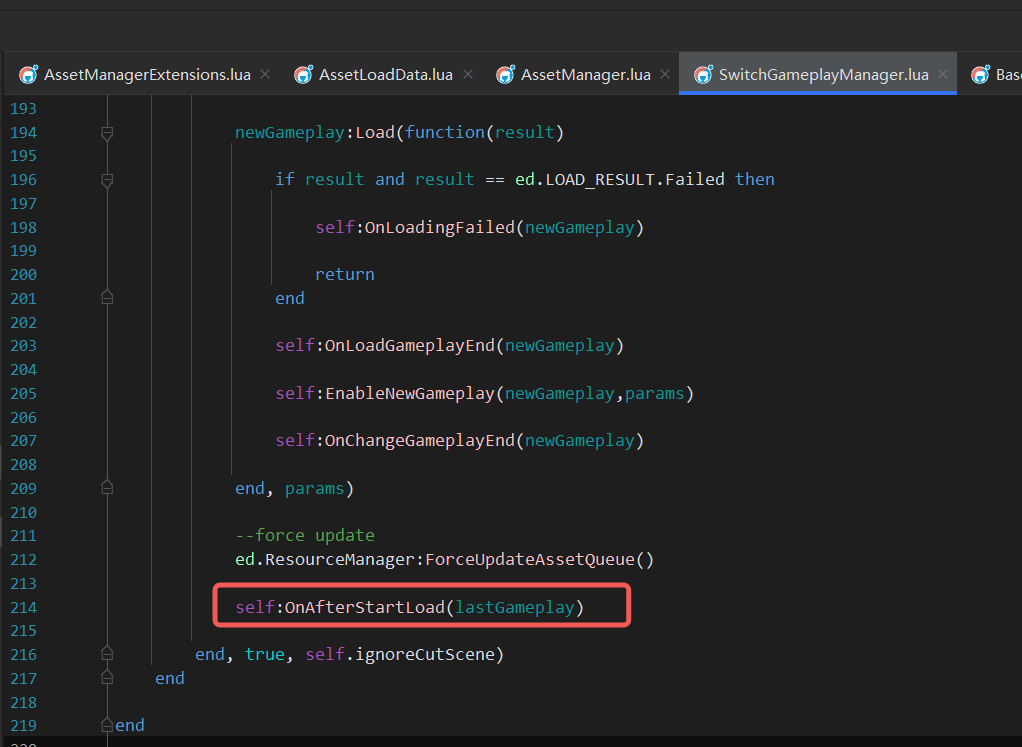 AssetManagerExtensions.lua AssetLoadData.lua AssetManager.lua SwitchGameplayManager.lua Bas
193
194 newGameplay:Load(function(result)
195
196 if result and result == ed.LOAD_RESULT.Failed then
197
198 self:OnLoadingFailed(newGameplay)
199
200 return
201 end
202
203 self:OnLoadGameplayEnd(newGameplay)
204
205 self:EnableNewGameplay(newGameplay,params)
206
207 self:OnChangeGameplayEnd(newGameplay)
208
209 end, params)
210
211 --force update
212 ed.ResourceManager:ForceUpdateAssetQueue()
213
214 self:OnAfterStartLoad(lastGameplay)
215
216 end, true, self.ignoreCutScene)
217 end
218
219 end